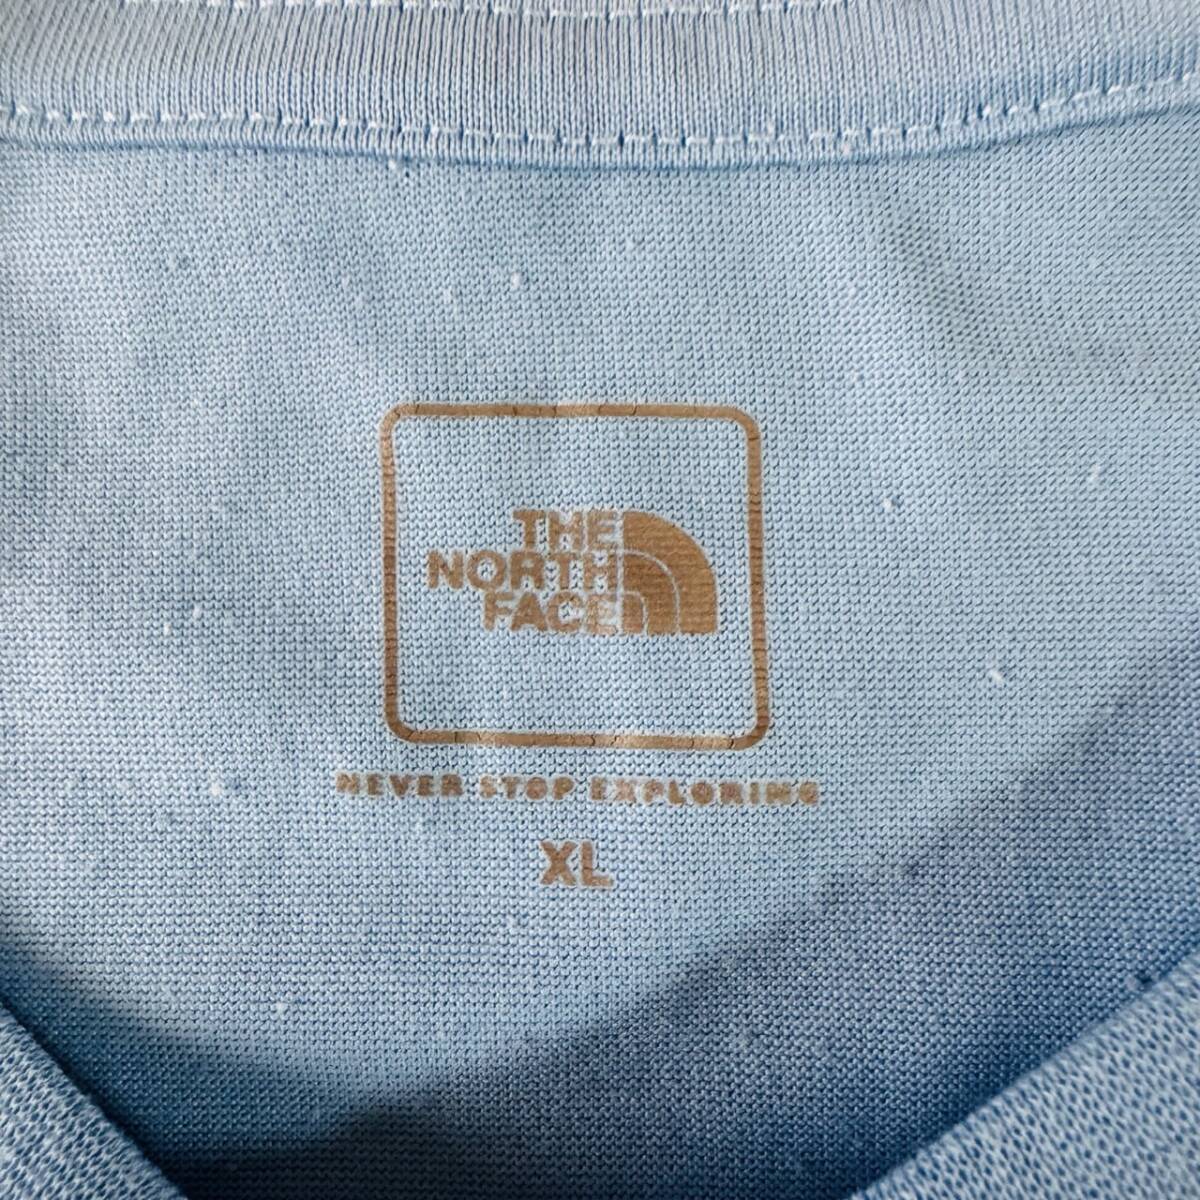 THE
NORTH
FACE
NEVER STOP EXPLORING
XL